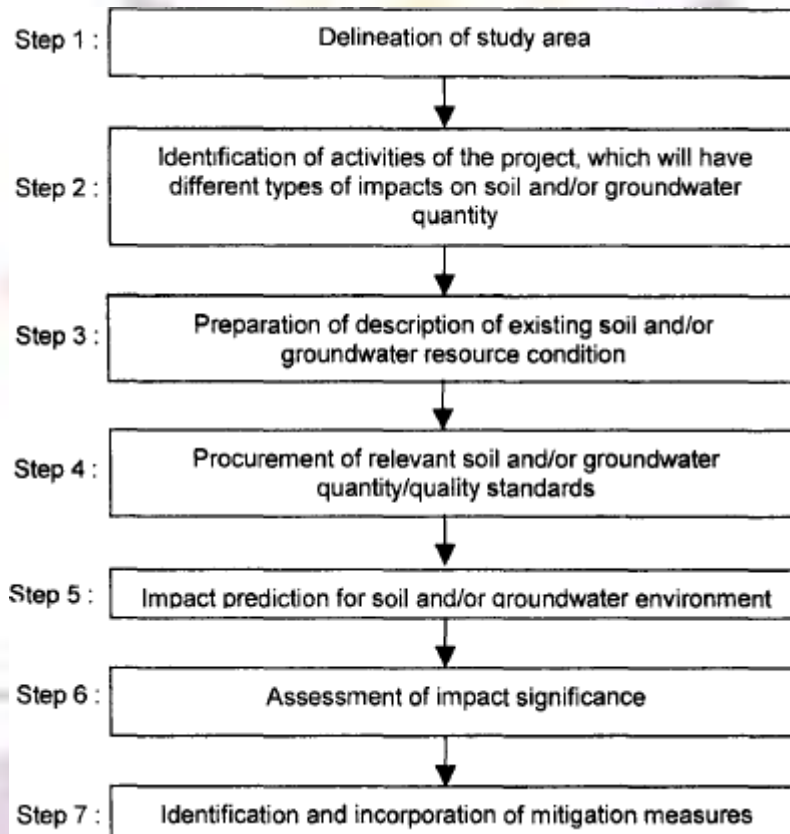 Step 1 : Delineation of study area
Identification of activities of the project, which will have
Step 2 : different types of impacts on soil and/or groundwater
quantity
Step 3 : Preparation of description of existing soil and/or
groundwater resource condition
Step 4 : Procurement of relevant soil and/or groundwater
quantity/quality standards
Step 5 : Impact prediction for soil and/or groundwater environment
Step 6 : Assessment of impact significance
Step 7 : Identification and incorporation of mitigation measures